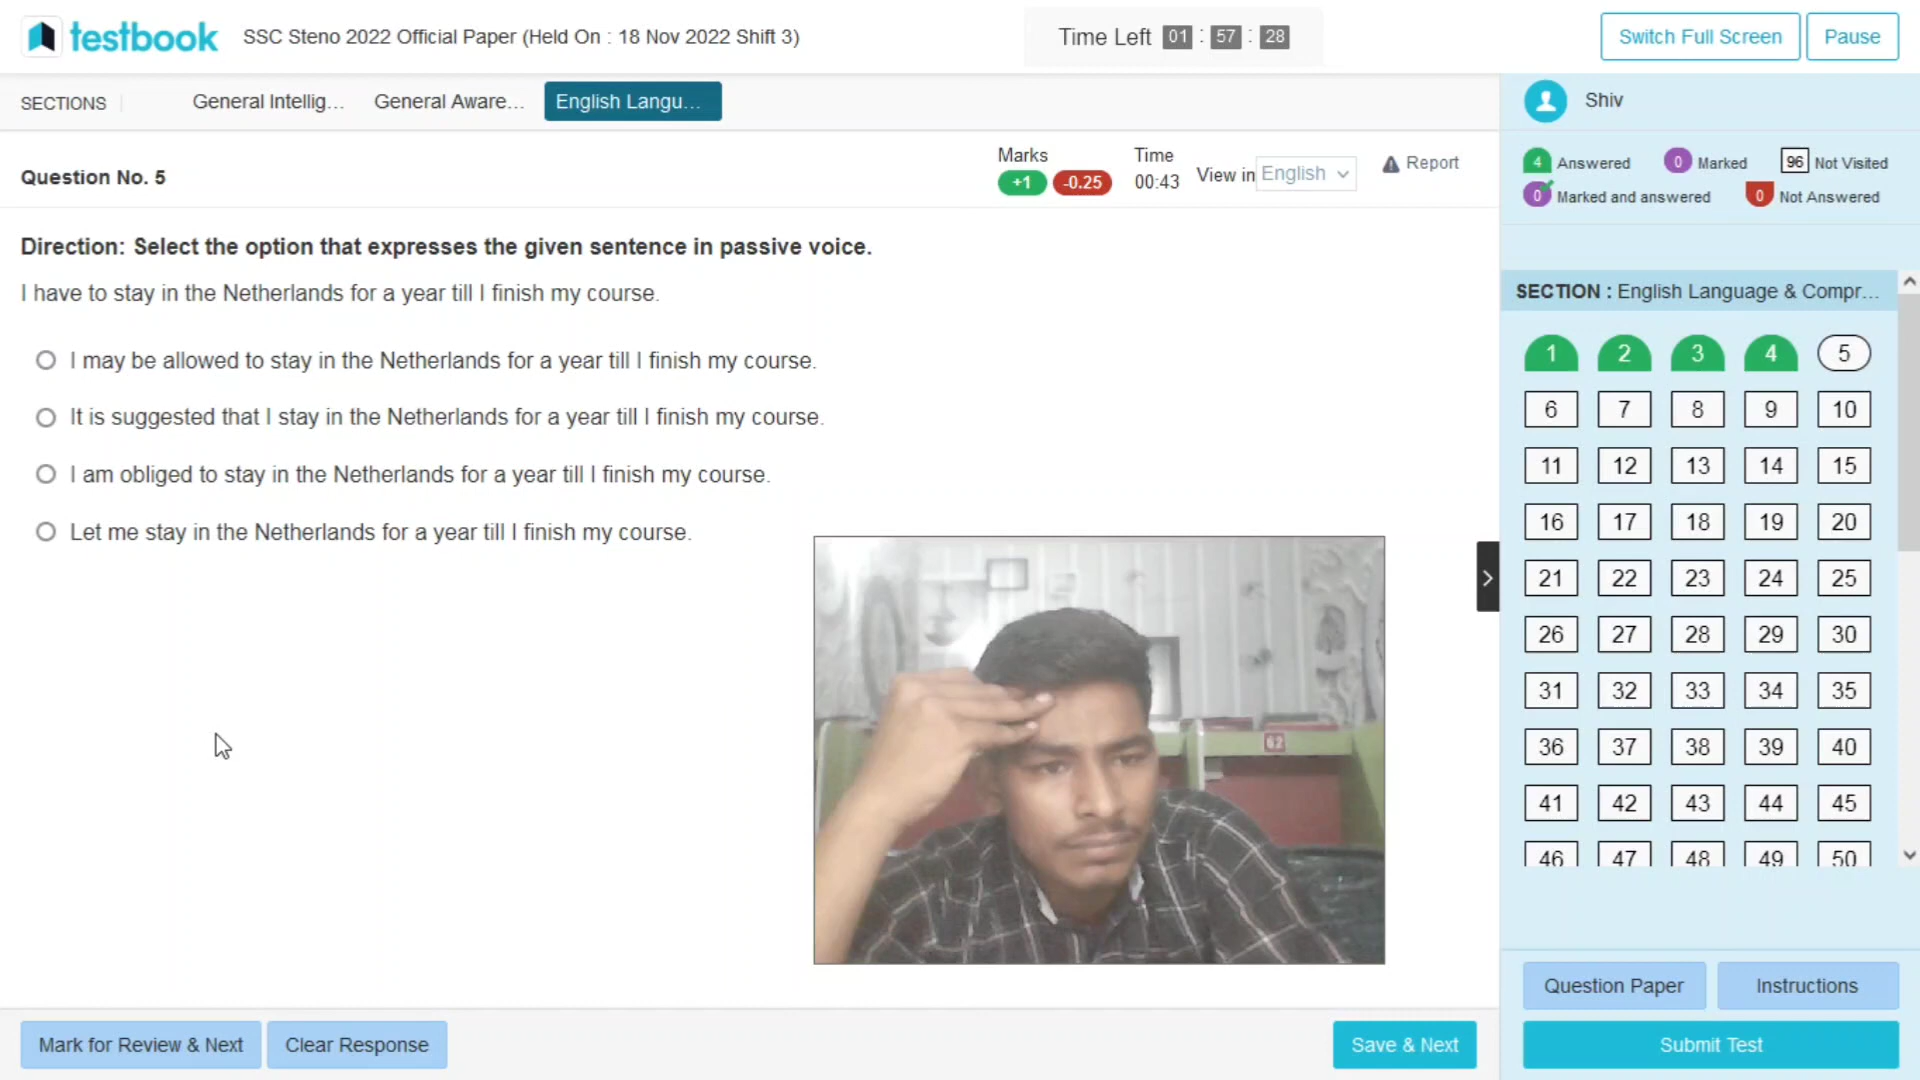 testbook SSC Steno 2022 Official Paper (Held On : 18 Nov 2022 Shift 3) Time Left 01 : 57 : 28 Switch Full Screen Pause
SECTIONS General Intellig... General Aware... English Langu... Shiv
Question No. 5 Marks +1 -0.25 Time 00:43 View in English Report
4 Answered 0 Marked 96 Not Visited
0 Marked and answered 0 Not Answered
Direction: Select the option that expresses the given sentence in passive voice.
I have to stay in the Netherlands for a year till I finish my course.
I may be allowed to stay in the Netherlands for a year till I finish my course.
It is suggested that I stay in the Netherlands for a year till I finish my course.
I am obliged to stay in the Netherlands for a year till I finish my course.
Let me stay in the Netherlands for a year till I finish my course.
62
SECTION : English Language & Compr...
1 2 3 4 5
6 7 8 9 10
11 12 13 14 15
16 17 18 19 20
21 22 23 24 25
26 27 28 29 30
31 32 33 34 35
36 37 38 39 40
41 42 43 44 45
46 47 48 49 50
Question Paper Instructions
Mark for Review & Next Clear Response Save & Next Submit Test